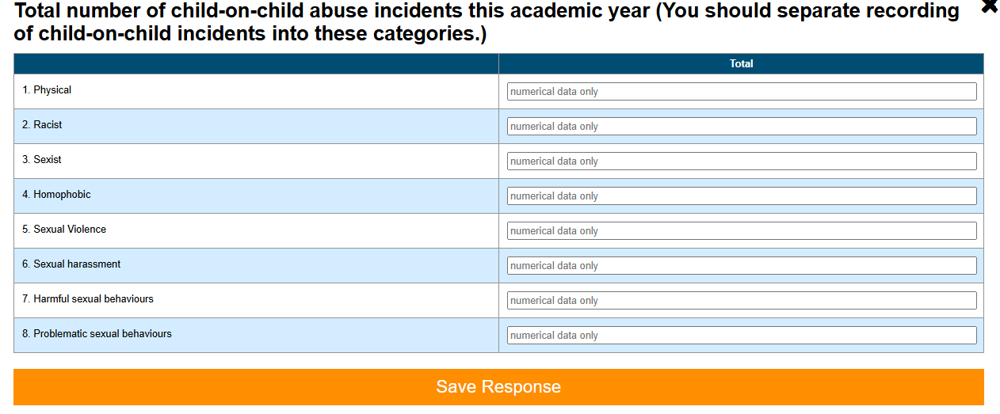 Total number of child-on-child abuse incidents this academic year (You should separate recording
of child-on-child incidents into these categories.)
Total
1. Physical
numerical data only
2. Racist
numerical data only
3. Sexist
numerical data only
4. Homophobic
numerical data only
5. Sexual Violence
numerical data only
6. Sexual harassment
numerical data only
7. Harmful sexual behaviours
numerical data only
8. Problematic sexual behaviours
numerical data only
Save Response